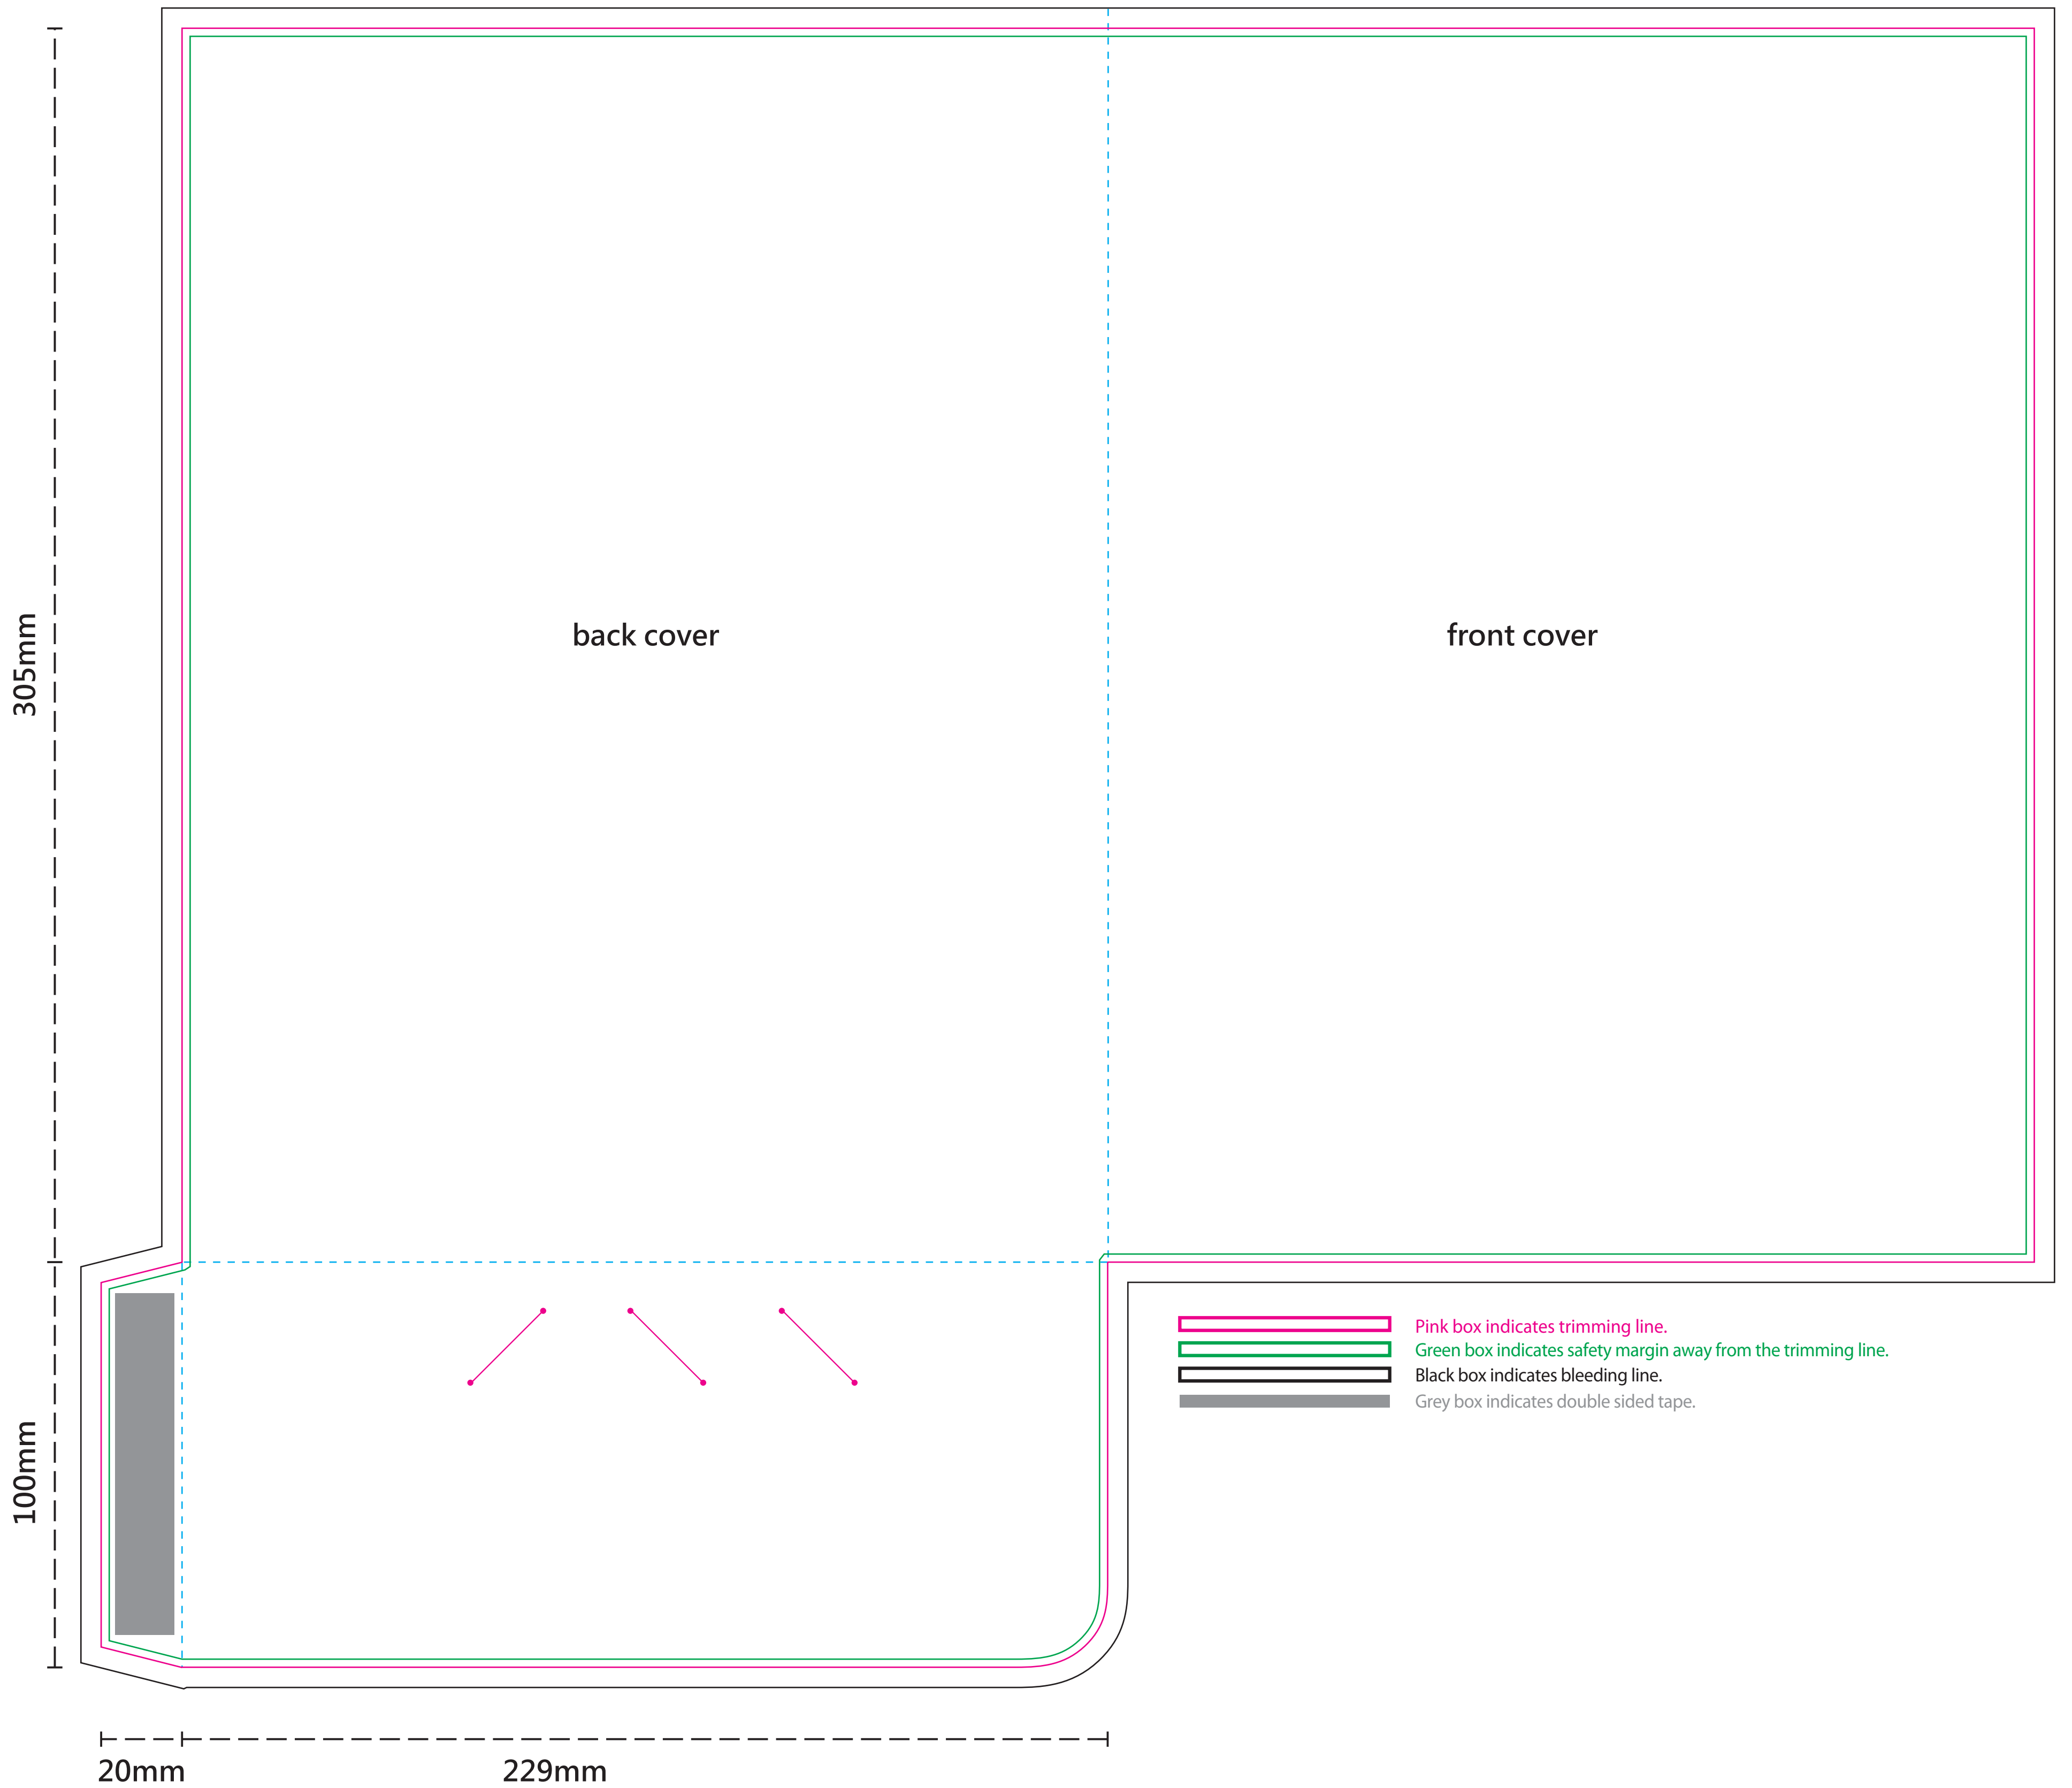 305mm
back cover
front cover
100mm
Pink box indicates trimming line.
Green box indicates safety margin away from the trimming line.
Black box indicates bleeding line.
Grey box indicates double sided tape.
20mm
229mm